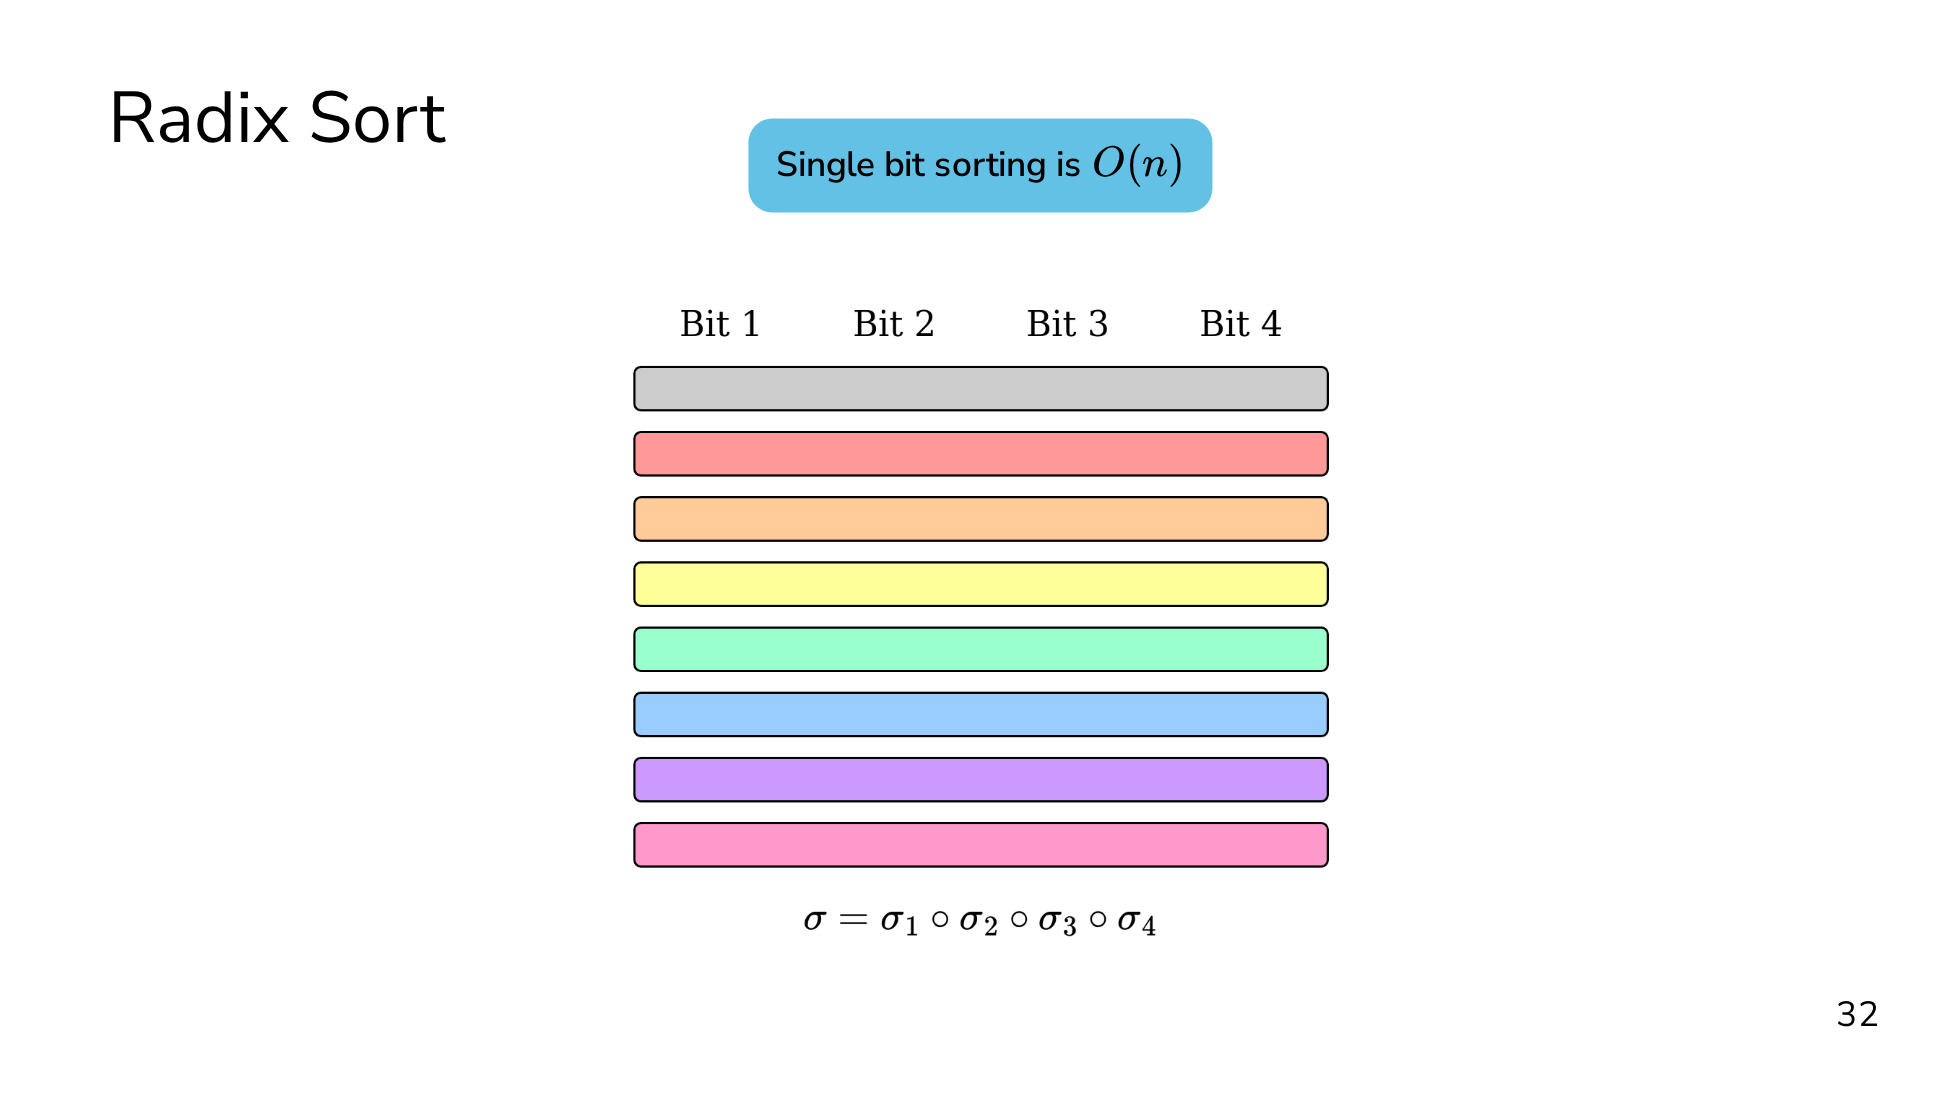 Radix Sort
Single bit sorting is O(n)
Bit 1 Bit 2 Bit 3 Bit 4
σ = σ₁ ∘ σ₂ ∘ σ₃ ∘ σ₄
32